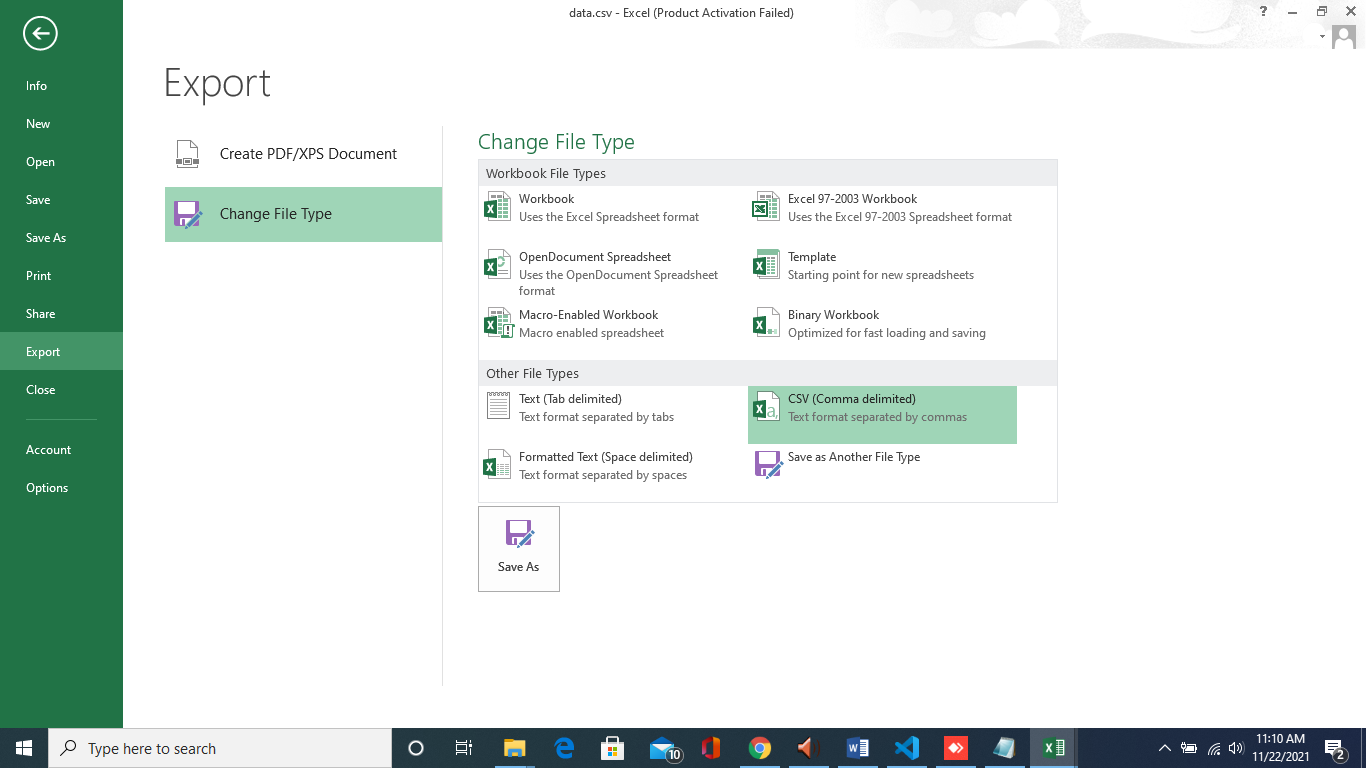 data.csv - Excel (Product Activation Failed)
?
Info
New
Open
Save
Save As
Print
Share
Export
Close
Account
Options
Export
Create PDF/XPS Document
Change File Type
Change File Type
Workbook File Types
Workbook
Uses the Excel Spreadsheet format
Excel 97-2003 Workbook
Uses the Excel 97-2003 Spreadsheet format
OpenDocument Spreadsheet
Uses the OpenDocument Spreadsheet
format
Template
Starting point for new spreadsheets
Macro-Enabled Workbook
Macro enabled spreadsheet
Binary Workbook
Optimized for fast loading and saving
Other File Types
Text (Tab delimited)
Text format separated by tabs
CSV (Comma delimited)
Text format separated by commas
Formatted Text (Space delimited)
Text format separated by spaces
Save as Another File Type
Save As
Type here to search
10
11:10 AM
11/22/2021
2